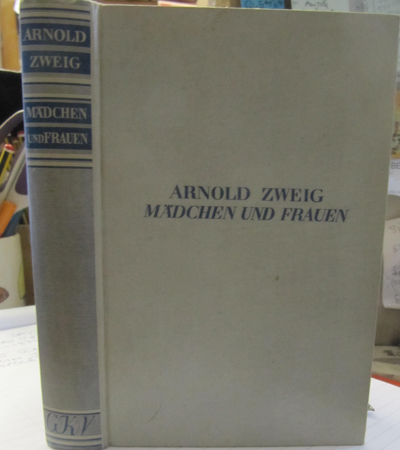 ARNOLD
ZWEIG
MÄDCHEN
UND FRAUEN
GKV
ARNOLD ZWEIG
MÄDCHEN UND FRAUEN